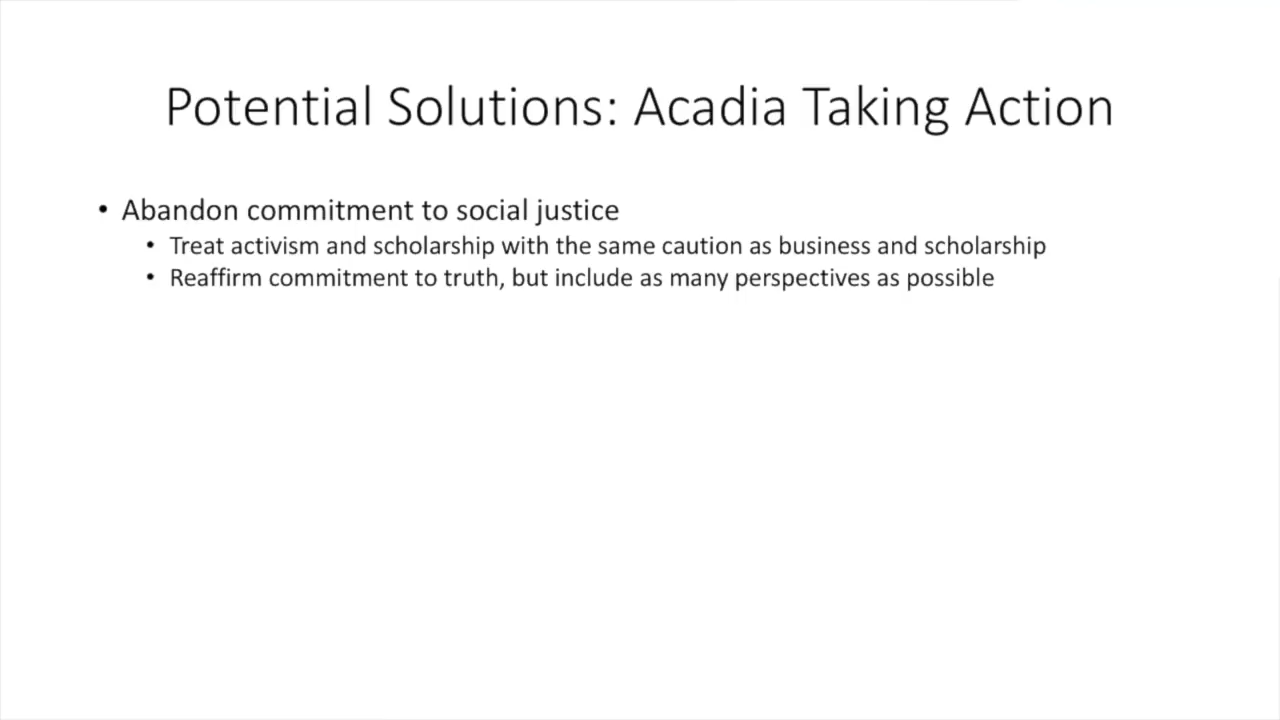 Potential Solutions: Acadia Taking Action
• Abandon commitment to social justice
• Treat activism and scholarship with the same caution as business and scholarship
• Reaffirm commitment to truth, but include as many perspectives as possible